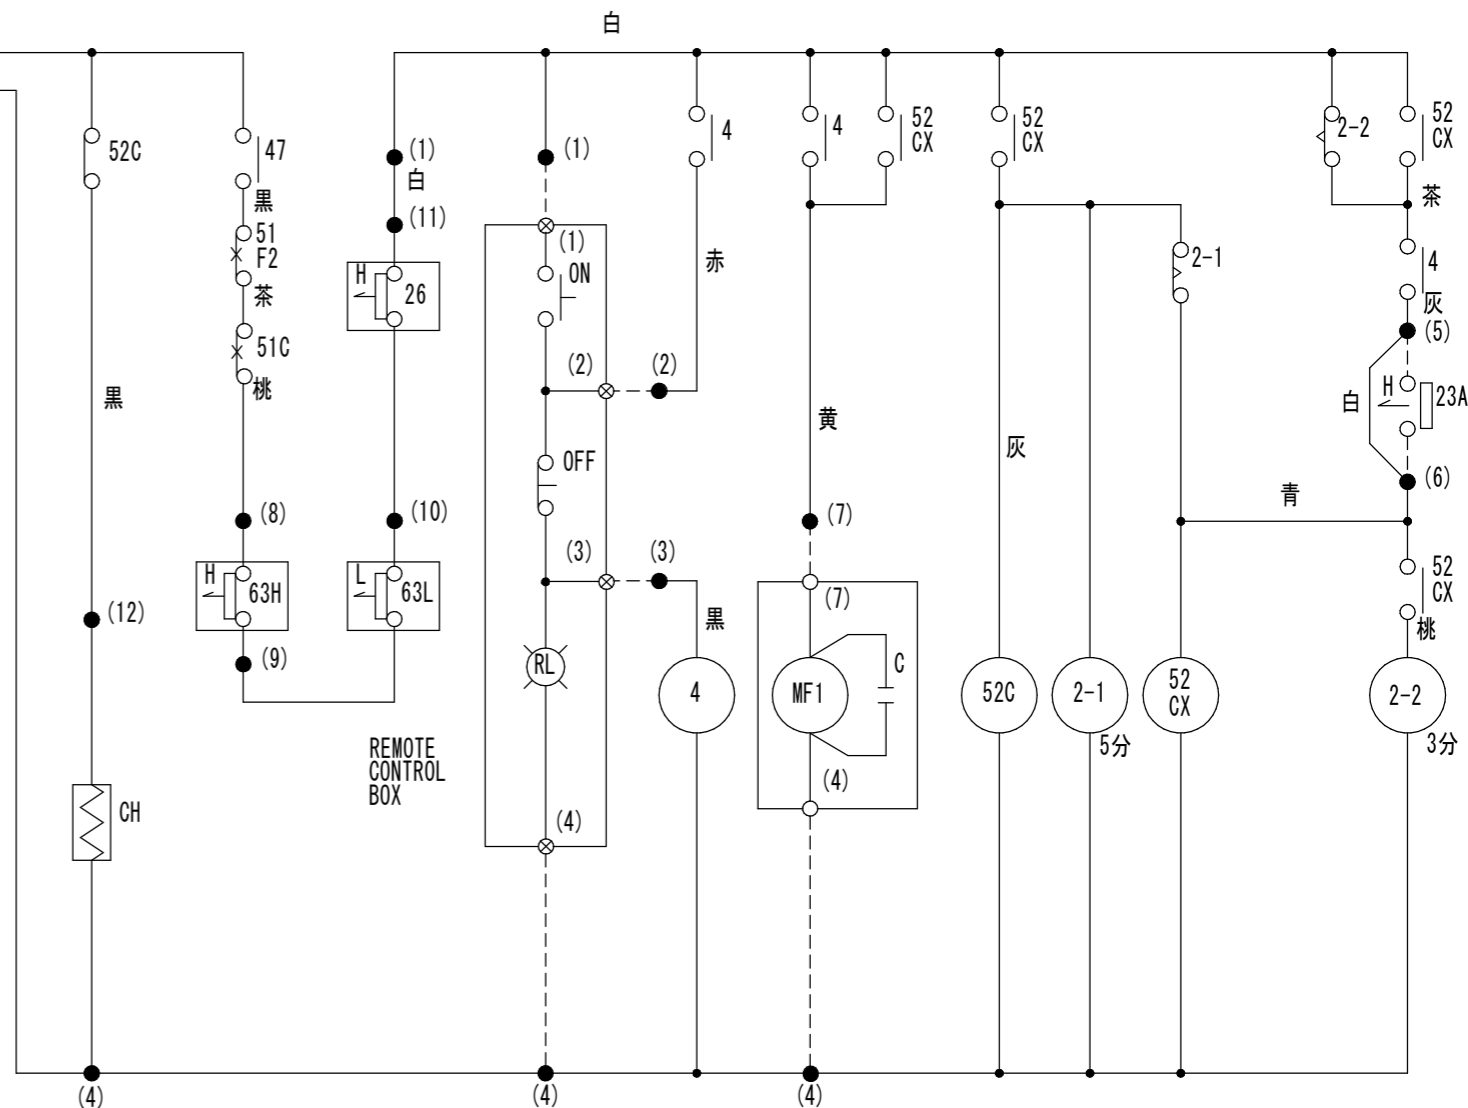 白
52C
47
(1)
(1)
4
4
52
CX
52
CX
2-2
52
CX
白
黒
(11)
茶
51
F2
(1)
ON
赤
2-1
4
H
26
茶
灰
51C
(5)
桃
(2)
(2)
H
23A
黒
白
黄
灰
OFF
(6)
青
(8)
(10)
(7)
(3)
(3)
H
63H
L
63L
52
CX
(7)
(12)
黒
桃
(9)
RL
C
4
MF1
52C
2-1
52
CX
2-2
5分
3分
REMOTE
CONTROL
BOX
(4)
CH
(4)
(4)
(4)
(4)